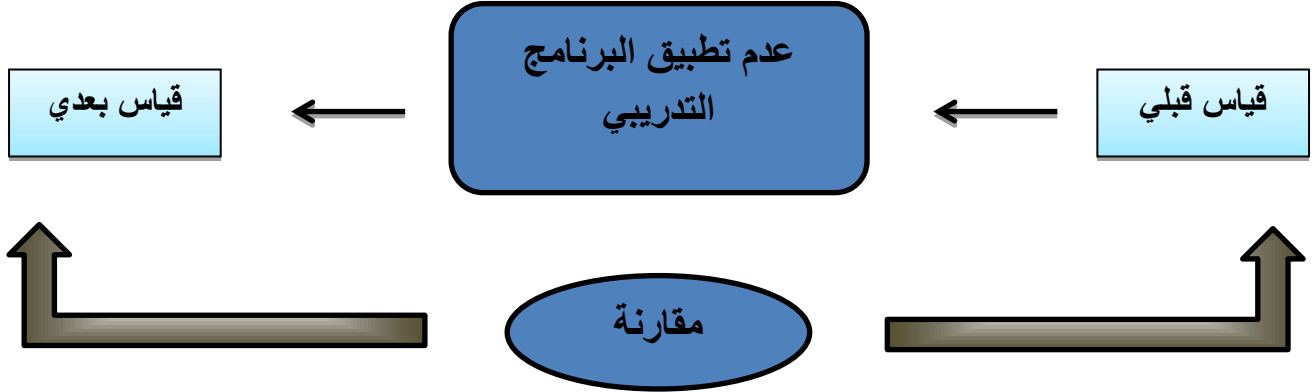 قياس قبلي
عدم تطبيق البرنامج
التدريبي
قياس بعدي
مقارنة